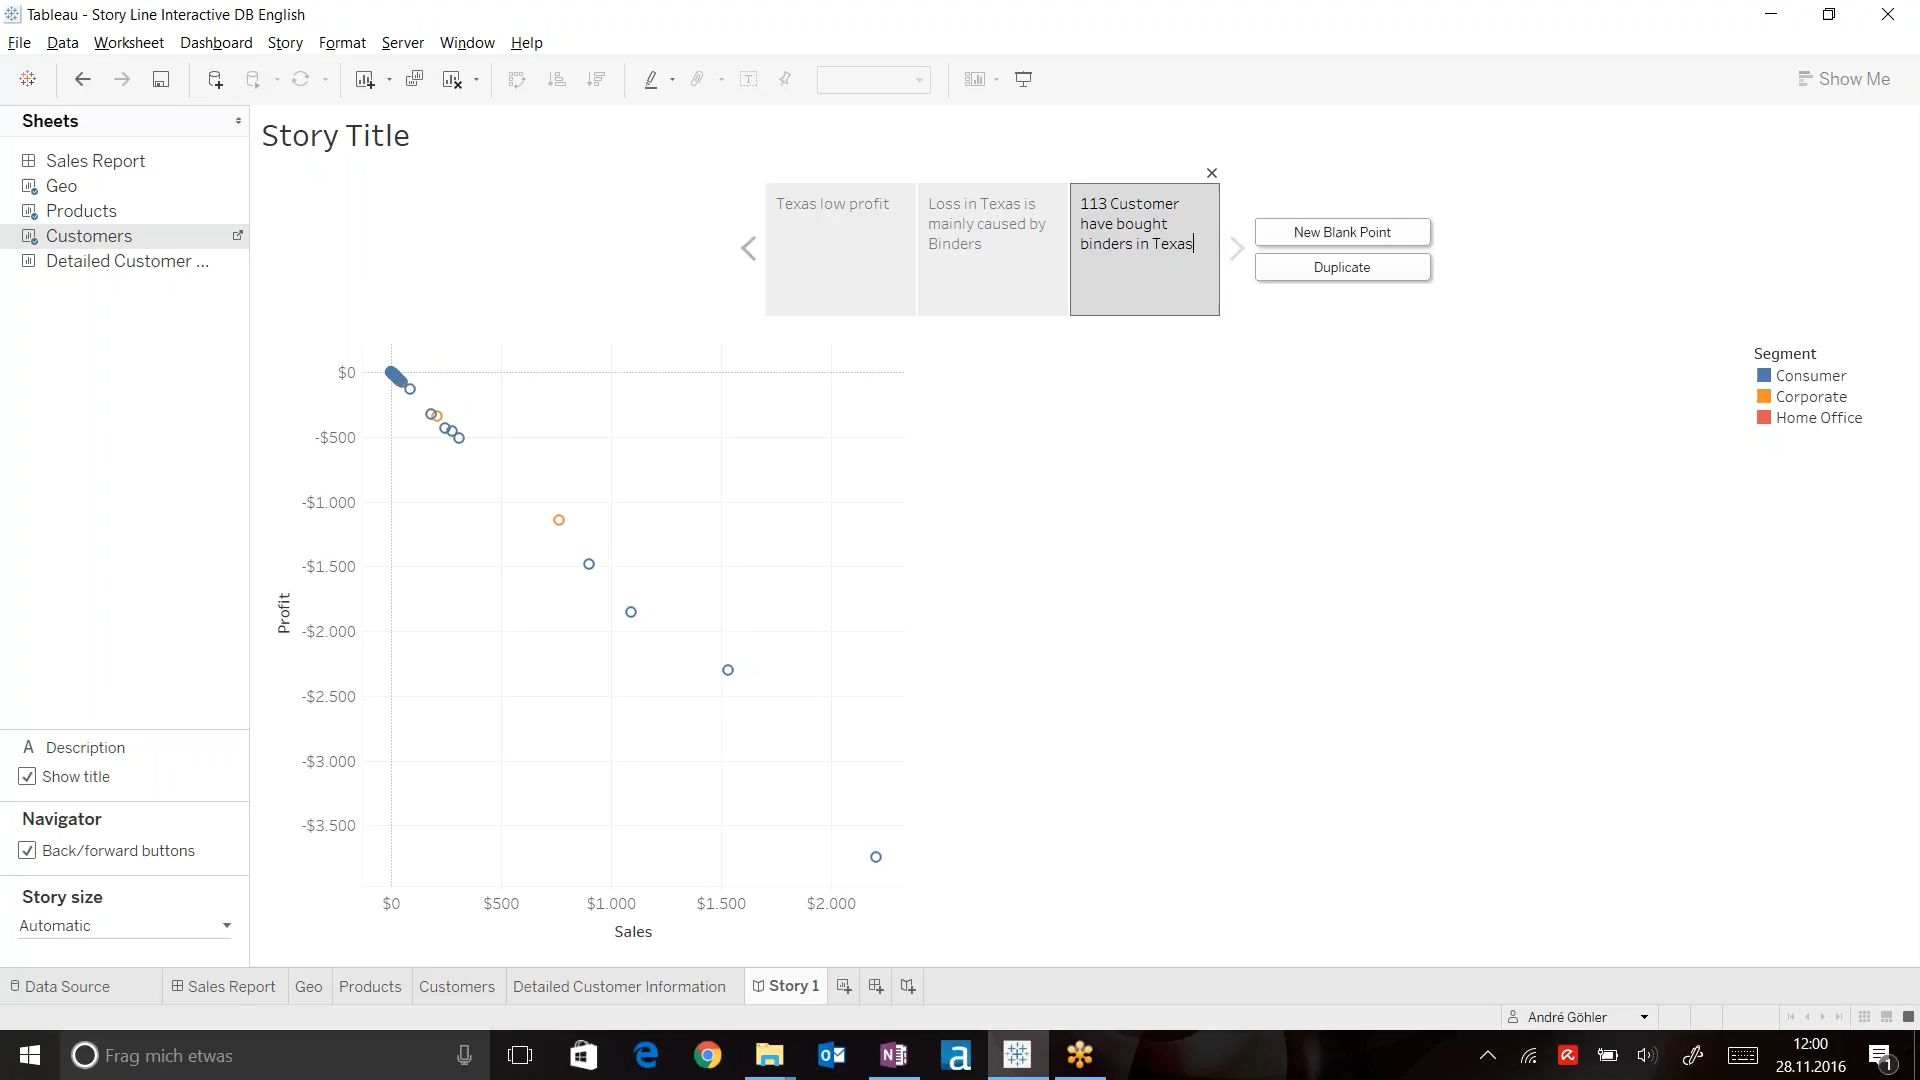 Tableau - Story Line Interactive DB English
File Data Worksheet Dashboard Story Format Server Window Help
Show Me
Sheets
Sales Report
Geo
Products
Customers
Detailed Customer ...
Story Title
Texas low profit
Loss in Texas is
mainly caused by
Binders
113 Customer
have bought
binders in Texas
New Blank Point
Duplicate
Segment
Consumer
Corporate
Home Office
$0
-$500
-$1.000
-$1.500
-$2.000
-$2.500
-$3.000
-$3.500
Profit
$0 $500 $1.000 $1.500 $2.000
Sales
A Description
Show title
Navigator
Back/forward buttons
Story size
Automatic
Data Source Sales Report Geo Products Customers Detailed Customer Information Story 1
André Göhler
Frag mich etwas
12:00
28.11.2016
1